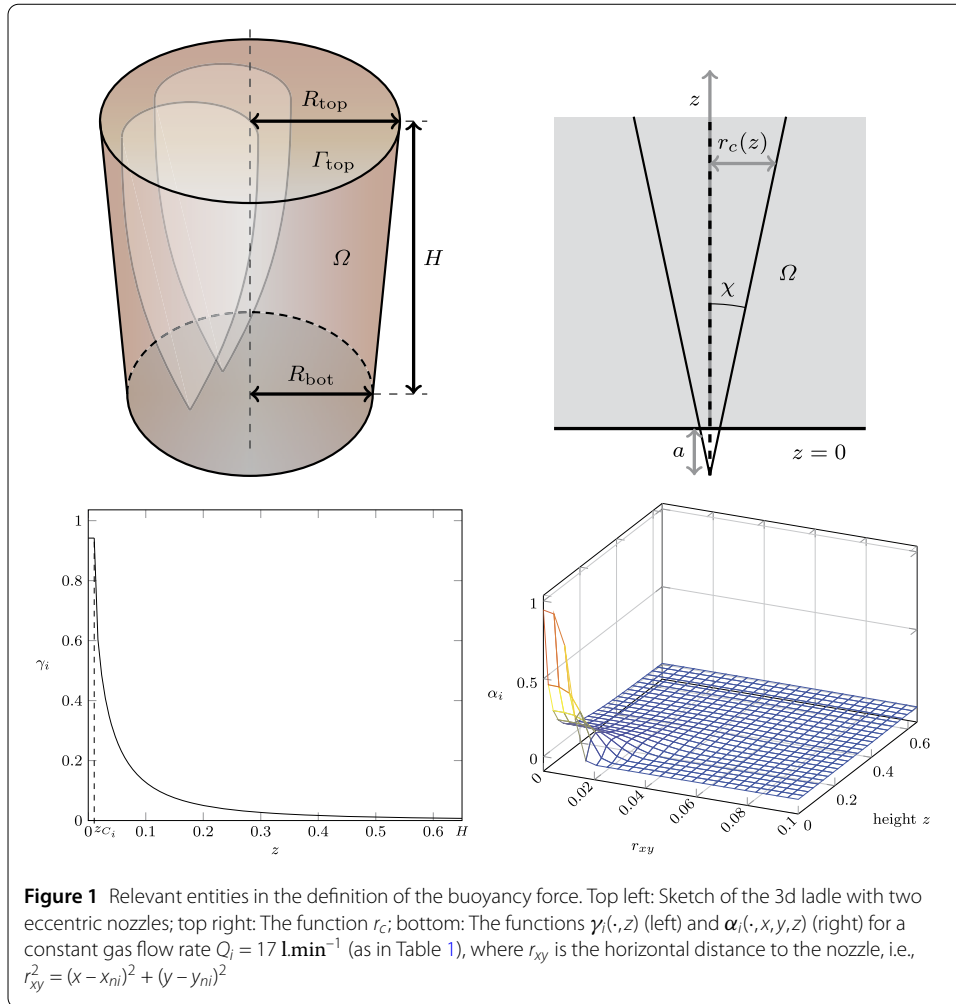 R_top
Γ_top
Ω
H
R_bot
z
r_c(z)
Ω
χ
a
z = 0
1
0.8
0.6
γ_i
0.4
0.2
0
0 z_{C_i} 0.1 0.2 0.3 0.4 0.5 0.6 H
z
1
0.5
α_i
0
0
0.02
0.04
0.06
0.08
0.1
r_xy
0
0.2
0.4
0.6
height z
Figure 1 Relevant entities in the definition of the buoyancy force. Top left: Sketch of the 3d ladle with two
eccentric nozzles; top right: The function r_c; bottom: The functions γ_i(·, z) (left) and α_i(·, x, y, z) (right) for a
constant gas flow rate Q_i = 17 l.min⁻¹ (as in Table 1), where r_xy is the horizontal distance to the nozzle, i.e.,
r²_xy = (x – x_ni)² + (y – y_ni)²